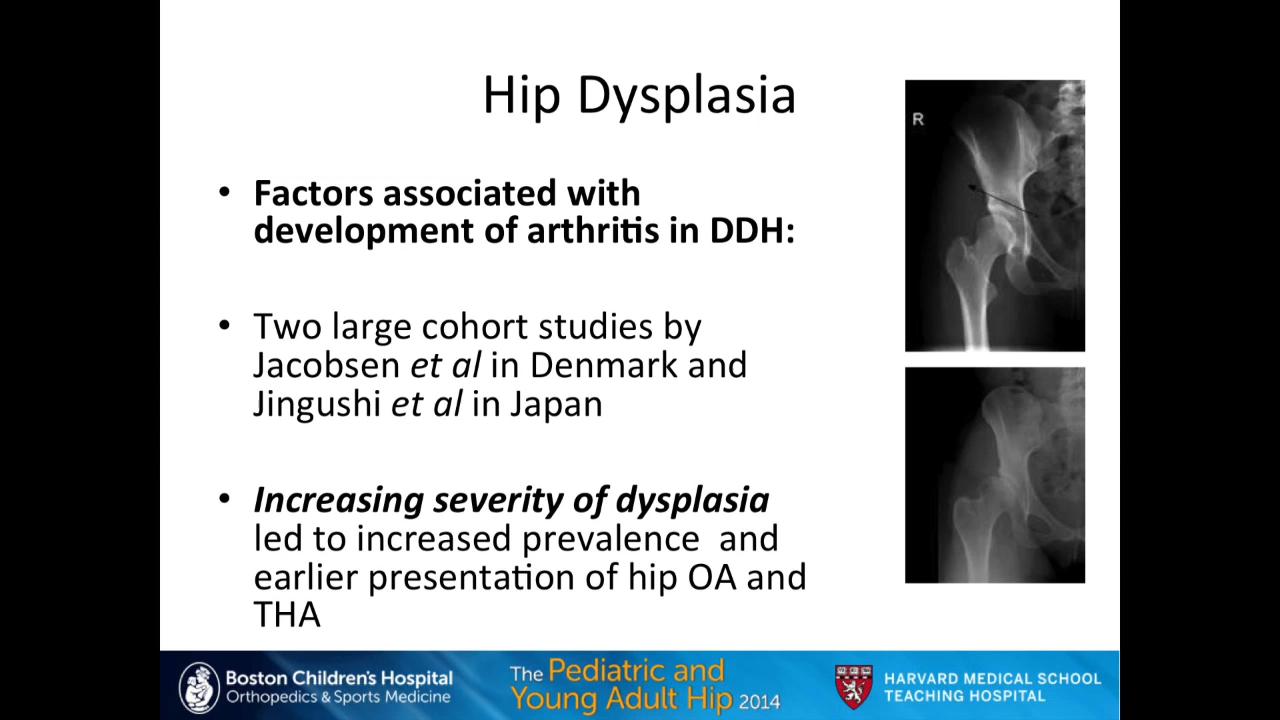 Hip Dysplasia
R
• Factors associated with
development of arthritis in DDH:
• Two large cohort studies by
Jacobsen et al in Denmark and
Jingushi et al in Japan
• Increasing severity of dysplasia
led to increased prevalence  and
earlier presentation of hip OA and
THA
Boston Children's Hospital
Orthopedics & Sports Medicine
The Pediatric and
Young Adult Hip 2014
HARVARD MEDICAL SCHOOL
TEACHING HOSPITAL